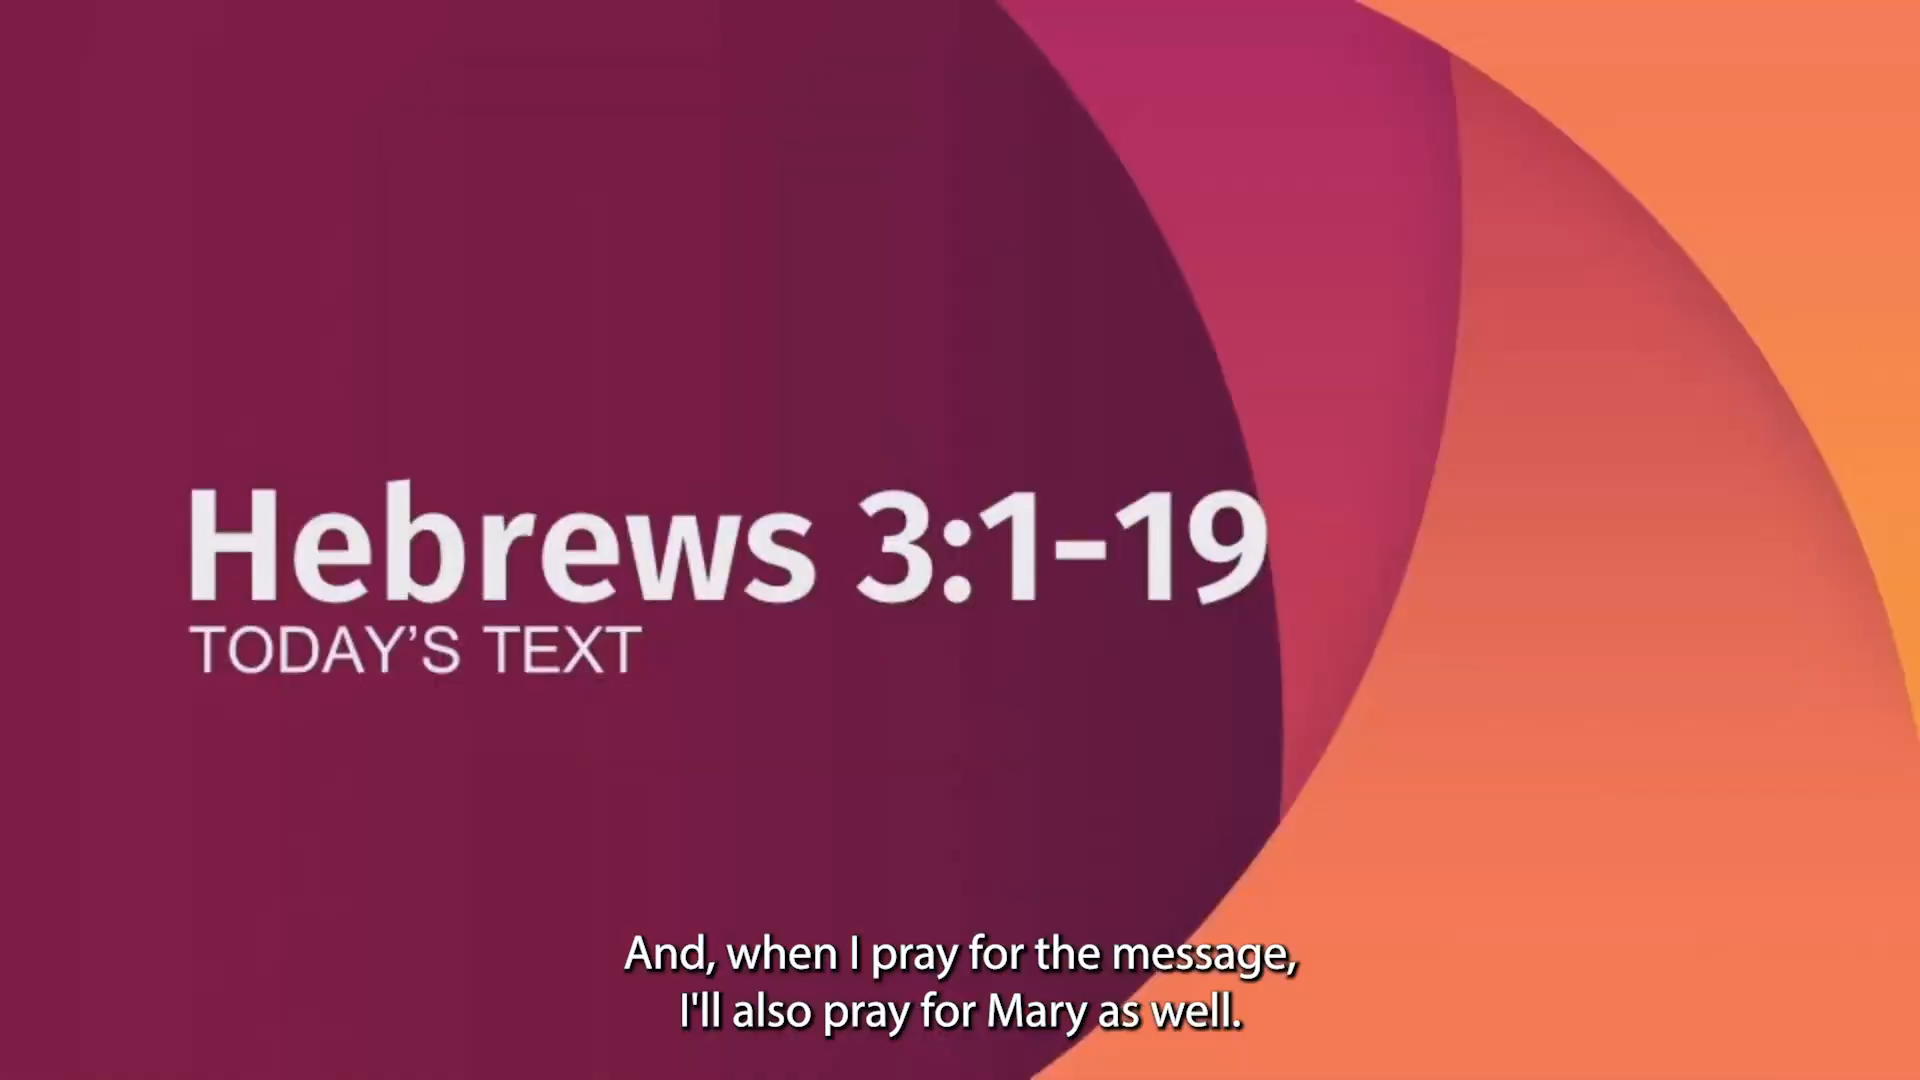 Hebrews 3:1-19
TODAY’S TEXT
And, when I pray for the message,
I'll also pray for Mary as well.